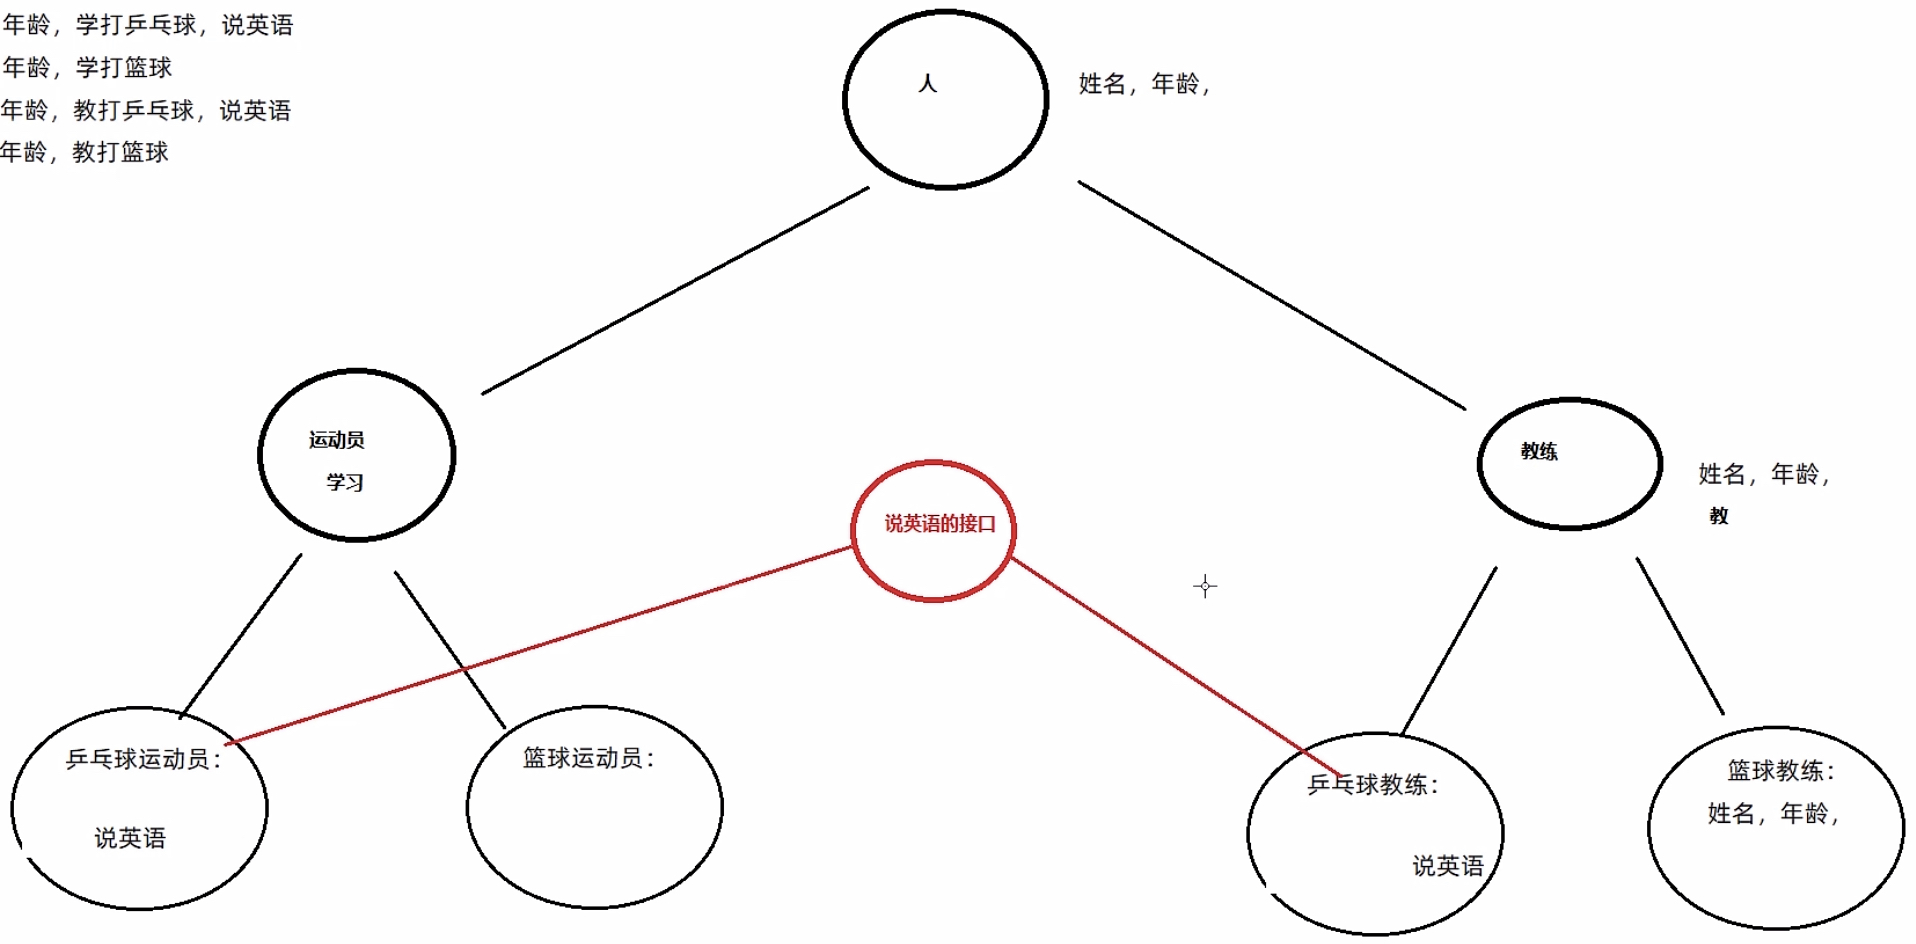 年龄，学打乒乓球，说英语
年龄，学打篮球
年龄，教打乒乓球，说英语
年龄，教打篮球
人
姓名，年龄，
运动员
学习
说英语的接口
教练
姓名，年龄，
教
乒乓球运动员：
说英语
篮球运动员：
乒乓球教练：
说英语
篮球教练：
姓名，年龄，